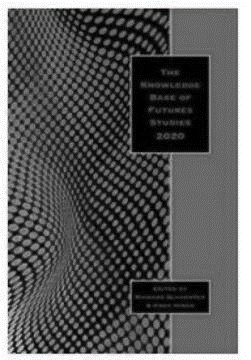 THE
KNOWLEDGE
BASE OF
FUTURES
STUDIES
2020
EDITED BY
RICHARD SLAUGHTER
& ANDY HINES